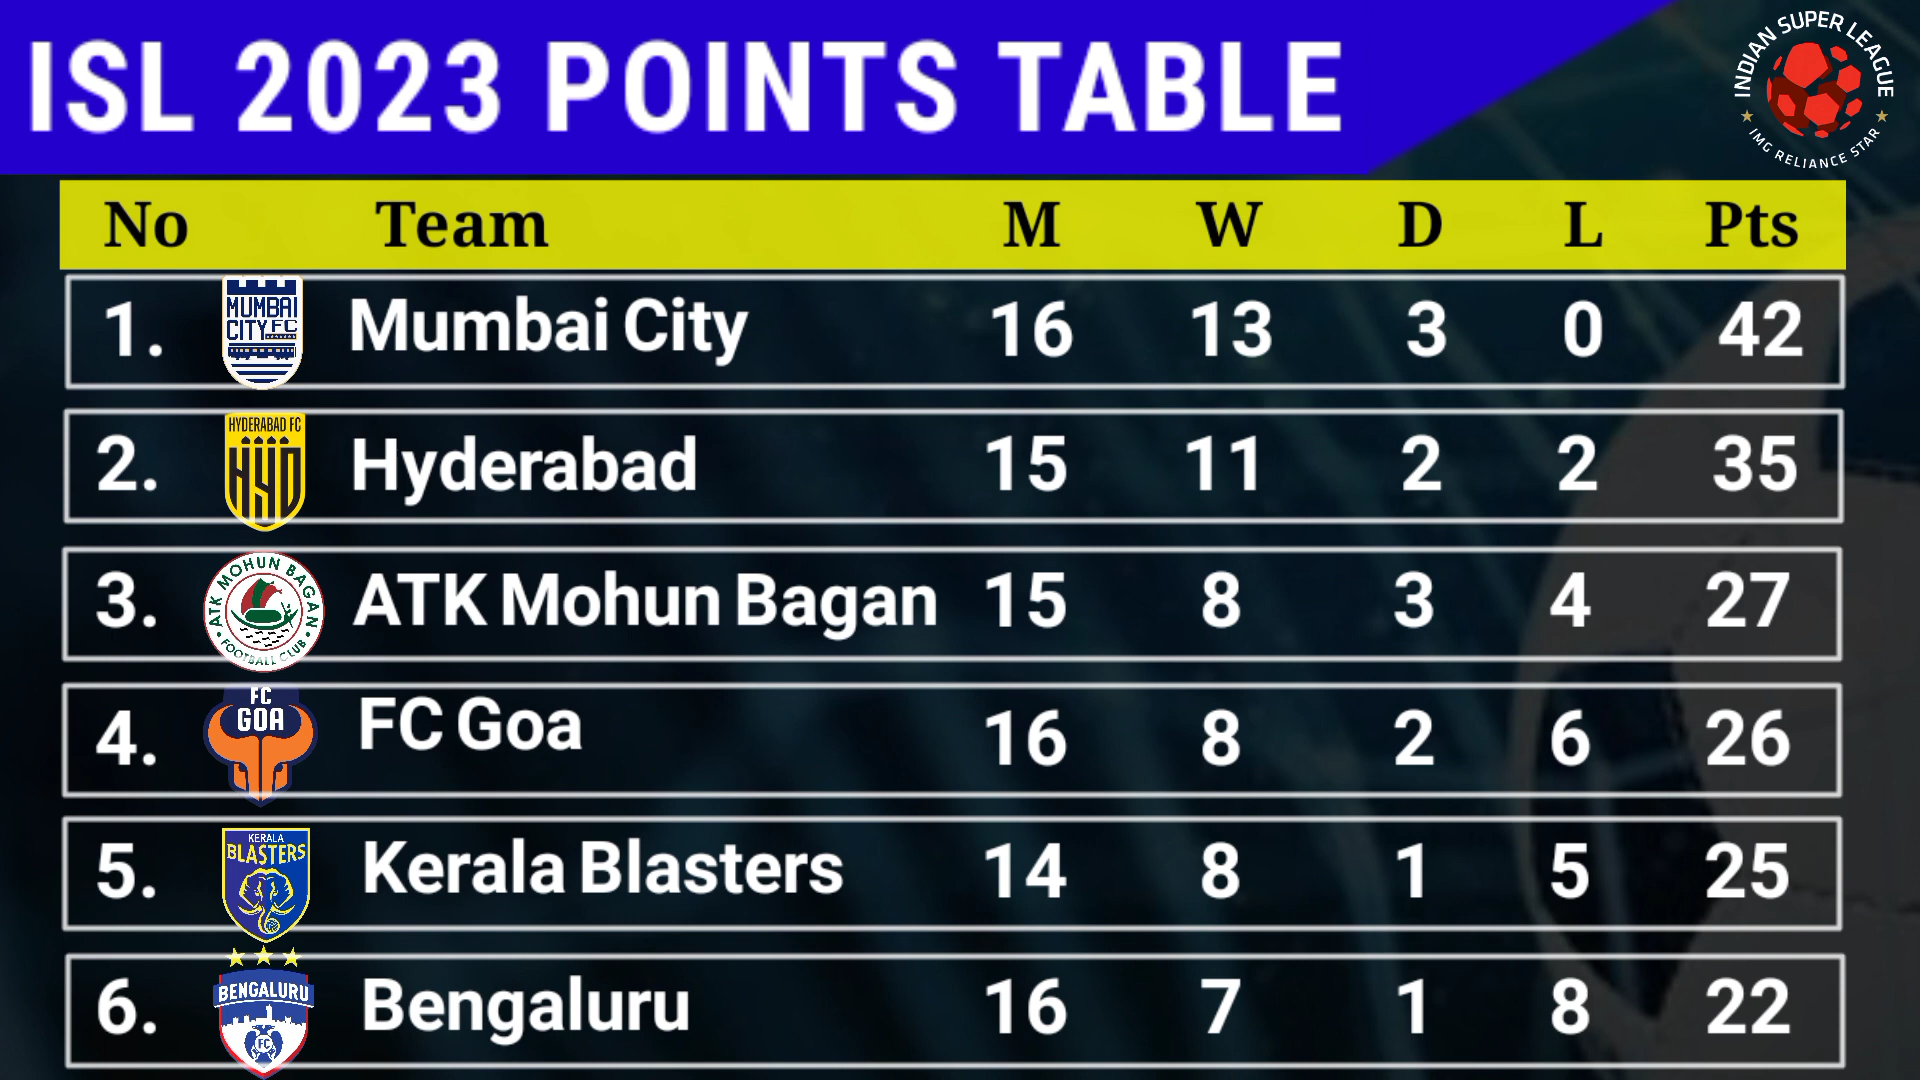 ISL 2023 POINTS TABLE
INDIAN SUPER LEAGUE
IMG RELIANCE STAR
No Team M W D L Pts
1. MUMBAI CITY FC Mumbai City 16 13 3 0 42
2. HYDERABAD FC HYD Hyderabad 15 11 2 2 35
3. ATK MOHUN BAGAN FOOTBALL CLUB ATK Mohun Bagan 15 8 3 4 27
4. FC GOA FC Goa 16 8 2 6 26
5. KERALA BLASTERS Kerala Blasters 14 8 1 5 25
6. BENGALURU FC Bengaluru 16 7 1 8 22